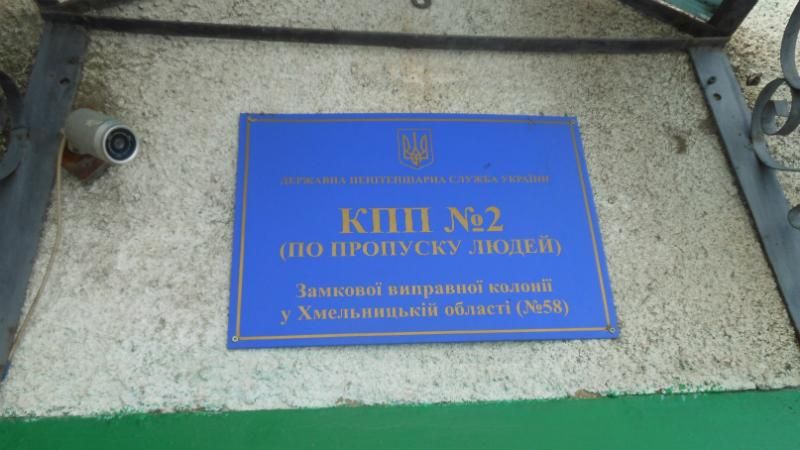 ДЕРЖАВНА ПЕНІТЕНЦІАРНА СЛУЖБА УКРАЇНИ
КПП №2
(ПО ПРОПУСКУ ЛЮДЕЙ)
Замкової виправної колонії
у Хмельницькій області (№58)